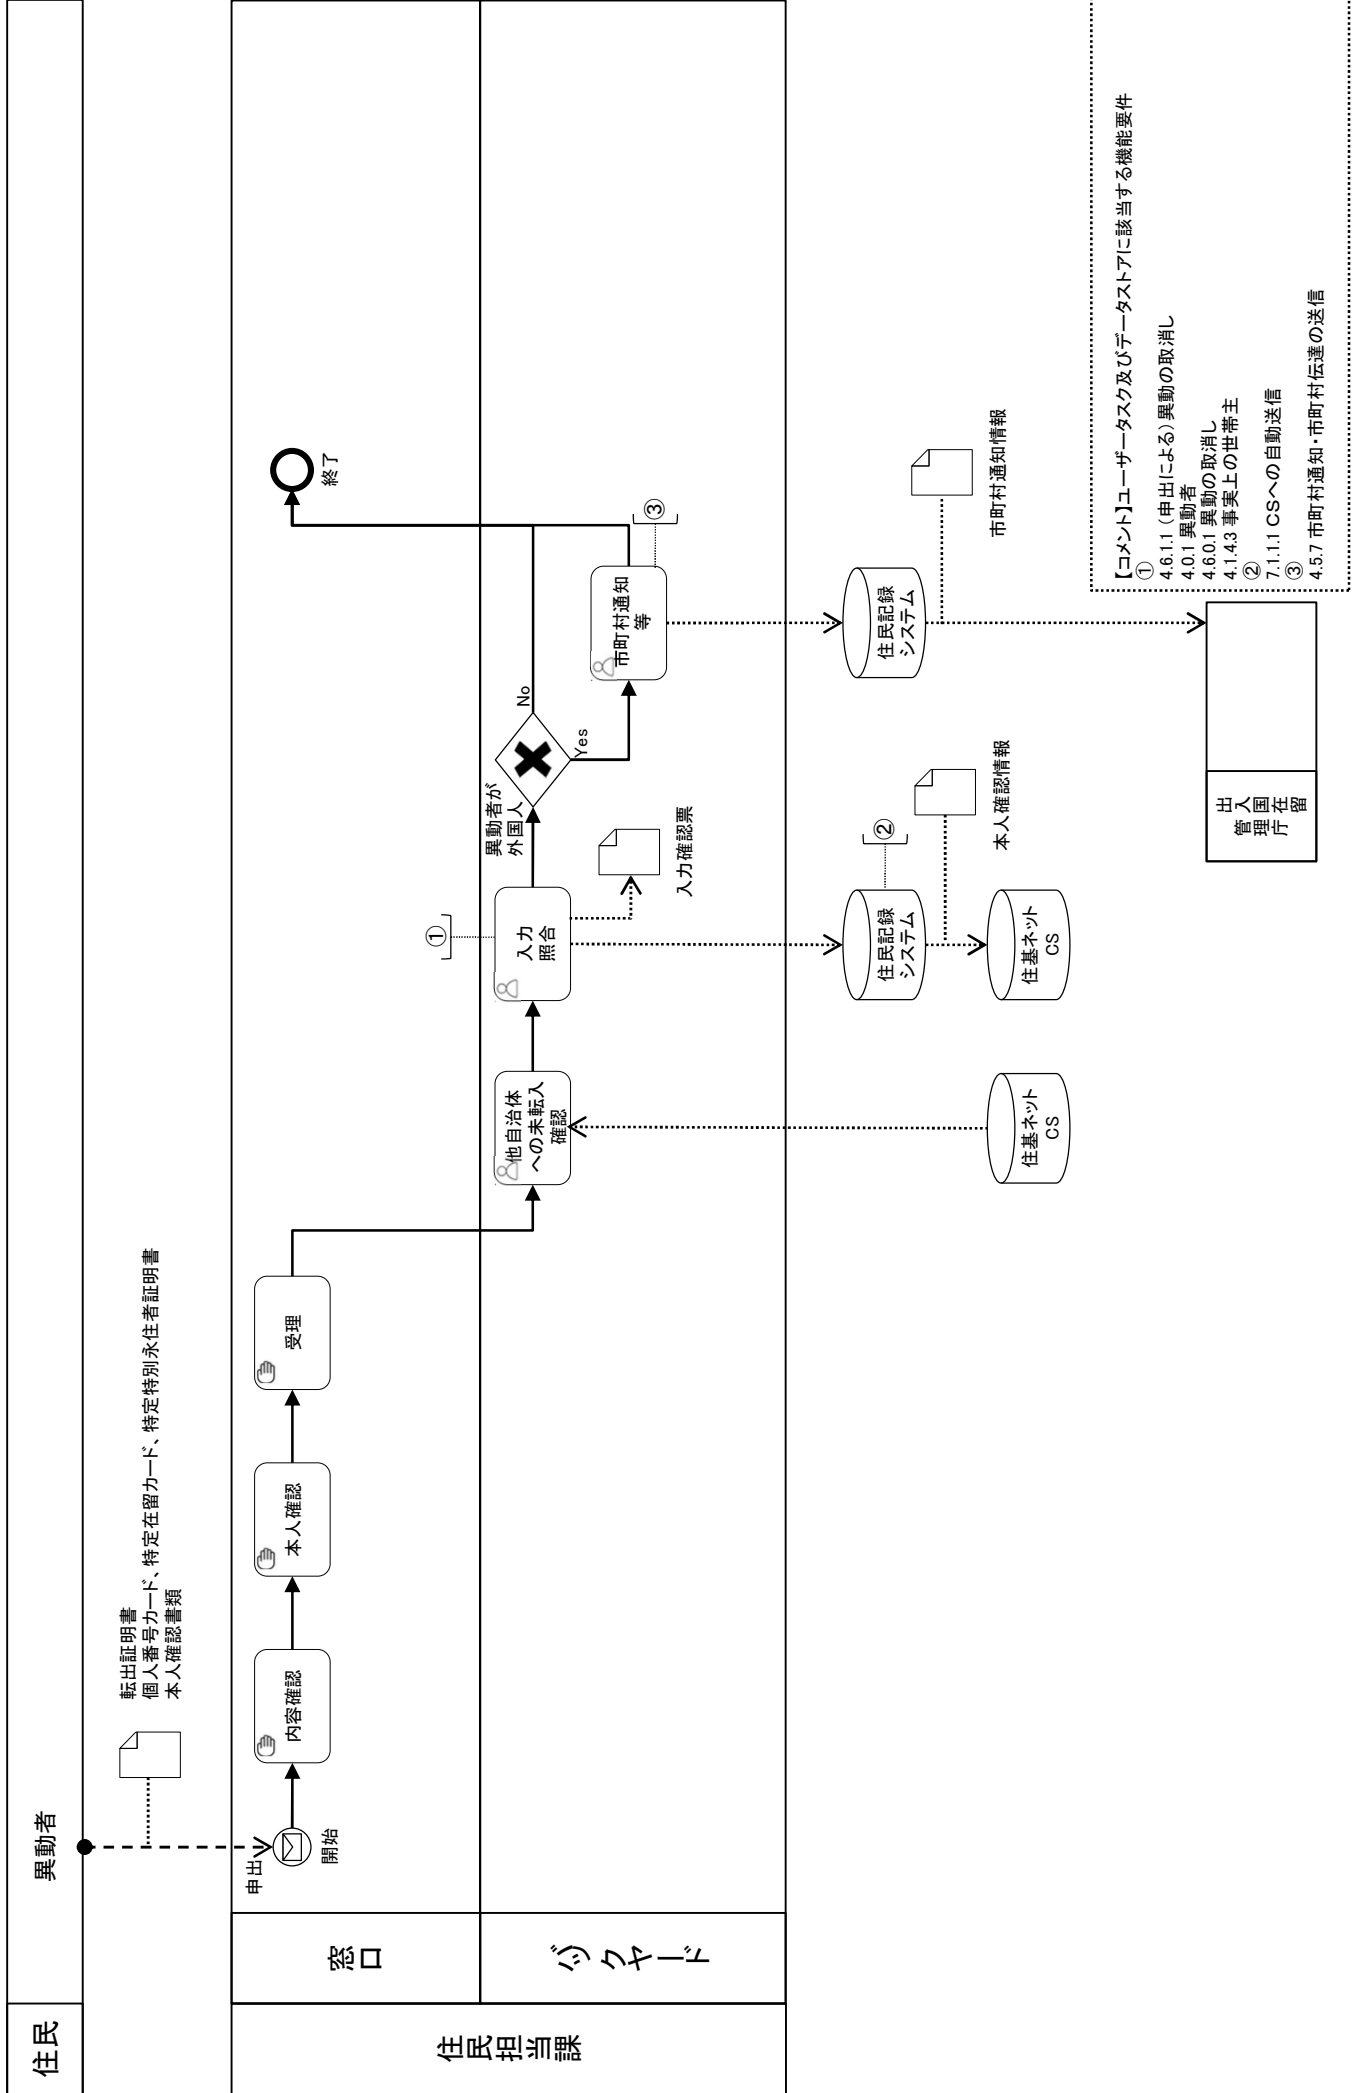 住民
異動者
転出証明書
個人番号カード、特定在留カード、特定特別永住者証明書
本人確認書類
住民担当課
窓口
申出
開始
内容確認
本人確認
受理
終了
バックヤード
他自治体
への未転入
確認
①
入力
照合
異動者が
外国人
No
Yes
市町村通知
等
③
入力確認票
住基ネット
CS
住民記録
システム
②
住基ネット
CS
本人確認情報
住民記録
システム
市町村通知情報
出入国在留
管理庁
【コメント】ユーザータスク及びデータストアに該当する機能要件
①
4.6.1.1 （申出による）異動の取消し
4.0.1 異動者
4.6.0.1 異動の取消し
4.1.4.3 事実上の世帯主
②
7.1.1.1 CSへの自動送信
③
4.5.7 市町村通知・市町村伝達の送信